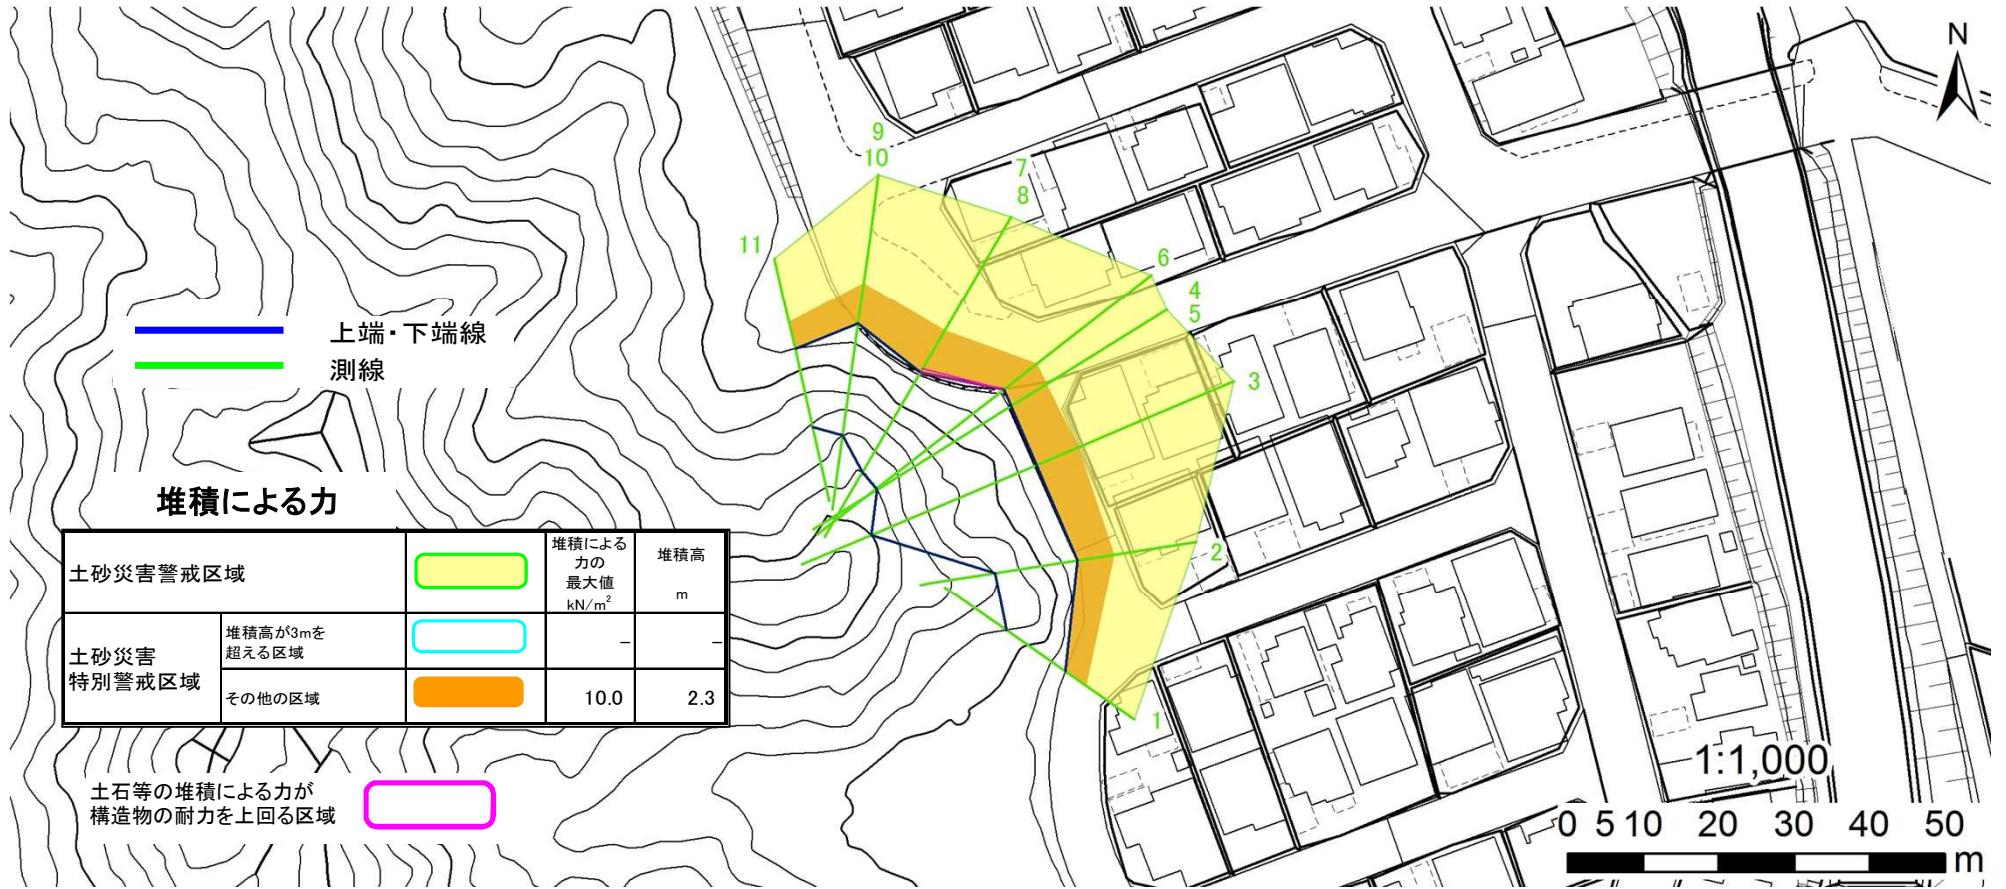 N
9
10
7
8
11
6
4
5
3
2
1
上端・下端線
測線
堆積による力
土砂災害警戒区域
堆積による
力の
最大値
kN/m²
堆積高
m
土砂災害
特別警戒区域
堆積高が3mを
超える区域
–
–
その他の区域
10.0
2.3
土石等の堆積による力が
構造物の耐力を上回る区域
1:1,000
0 5 10 20 30 40 50
m